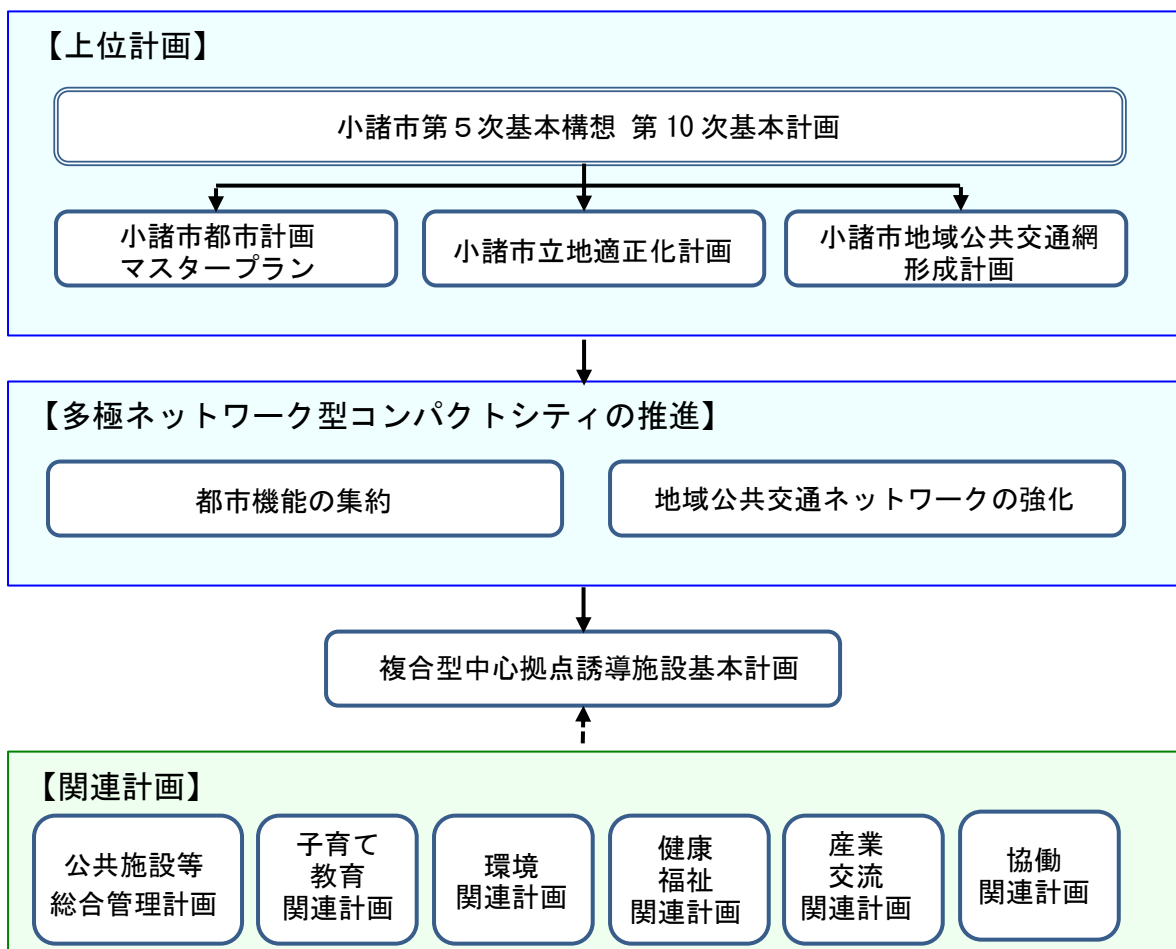 【上位計画】
小諸市第５次基本構想 第 10 次基本計画
小諸市都市計画
マスタープラン
小諸市立地適正化計画
小諸市地域公共交通網
形成計画
【多極ネットワーク型コンパクトシティの推進】
都市機能の集約
地域公共交通ネットワークの強化
複合型中心拠点誘導施設基本計画
【関連計画】
公共施設等
総合管理計画
子育て
教育
関連計画
環境
関連計画
健康
福祉
関連計画
産業
交流
関連計画
協働
関連計画